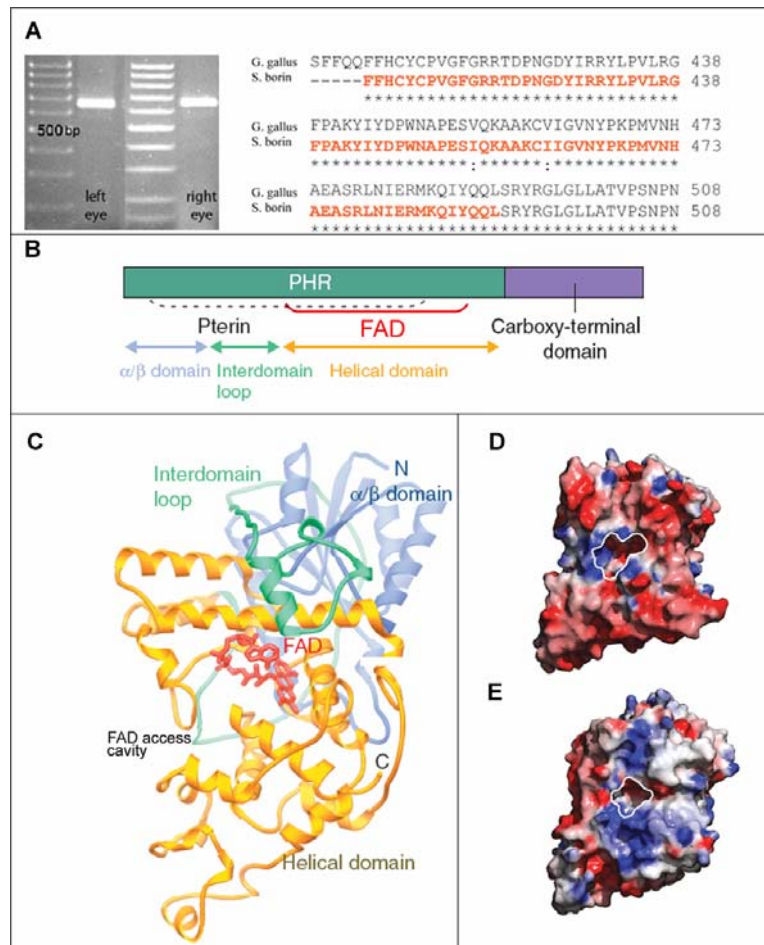 A
500 bp
left
eye
right
eye
G. gallus SFFQQFFHCYCPVGFGRRTDPNGDYIRRYLPVLRG 438
S. borin -----FFHCYCPVGFGRRTDPNGDYIRRYLPVLRG 438
******************************
G. gallus FPAKYIYDPWNAPESVQKAAKCVIGVNYPKPMVNH 473
S. borin FPAKYIYDPWNAPESIQKAAKCIIGVNYPKPMVNH 473
***************:******:************
G. gallus AEASRLNIERMKQIYQQLSRYRGLGLLATVPSNPN 508
S. borin AEASRLNIERMKQIYQQLSRYRGLGLLATVPSNPN 508
***********************************
B
PHR
Pterin
FAD
Carboxy-terminal
domain
α/β domain
Interdomain
loop
Helical domain
C
Interdomain
loop
N
α/β domain
FAD
FAD access
cavity
C
Helical domain
D
E